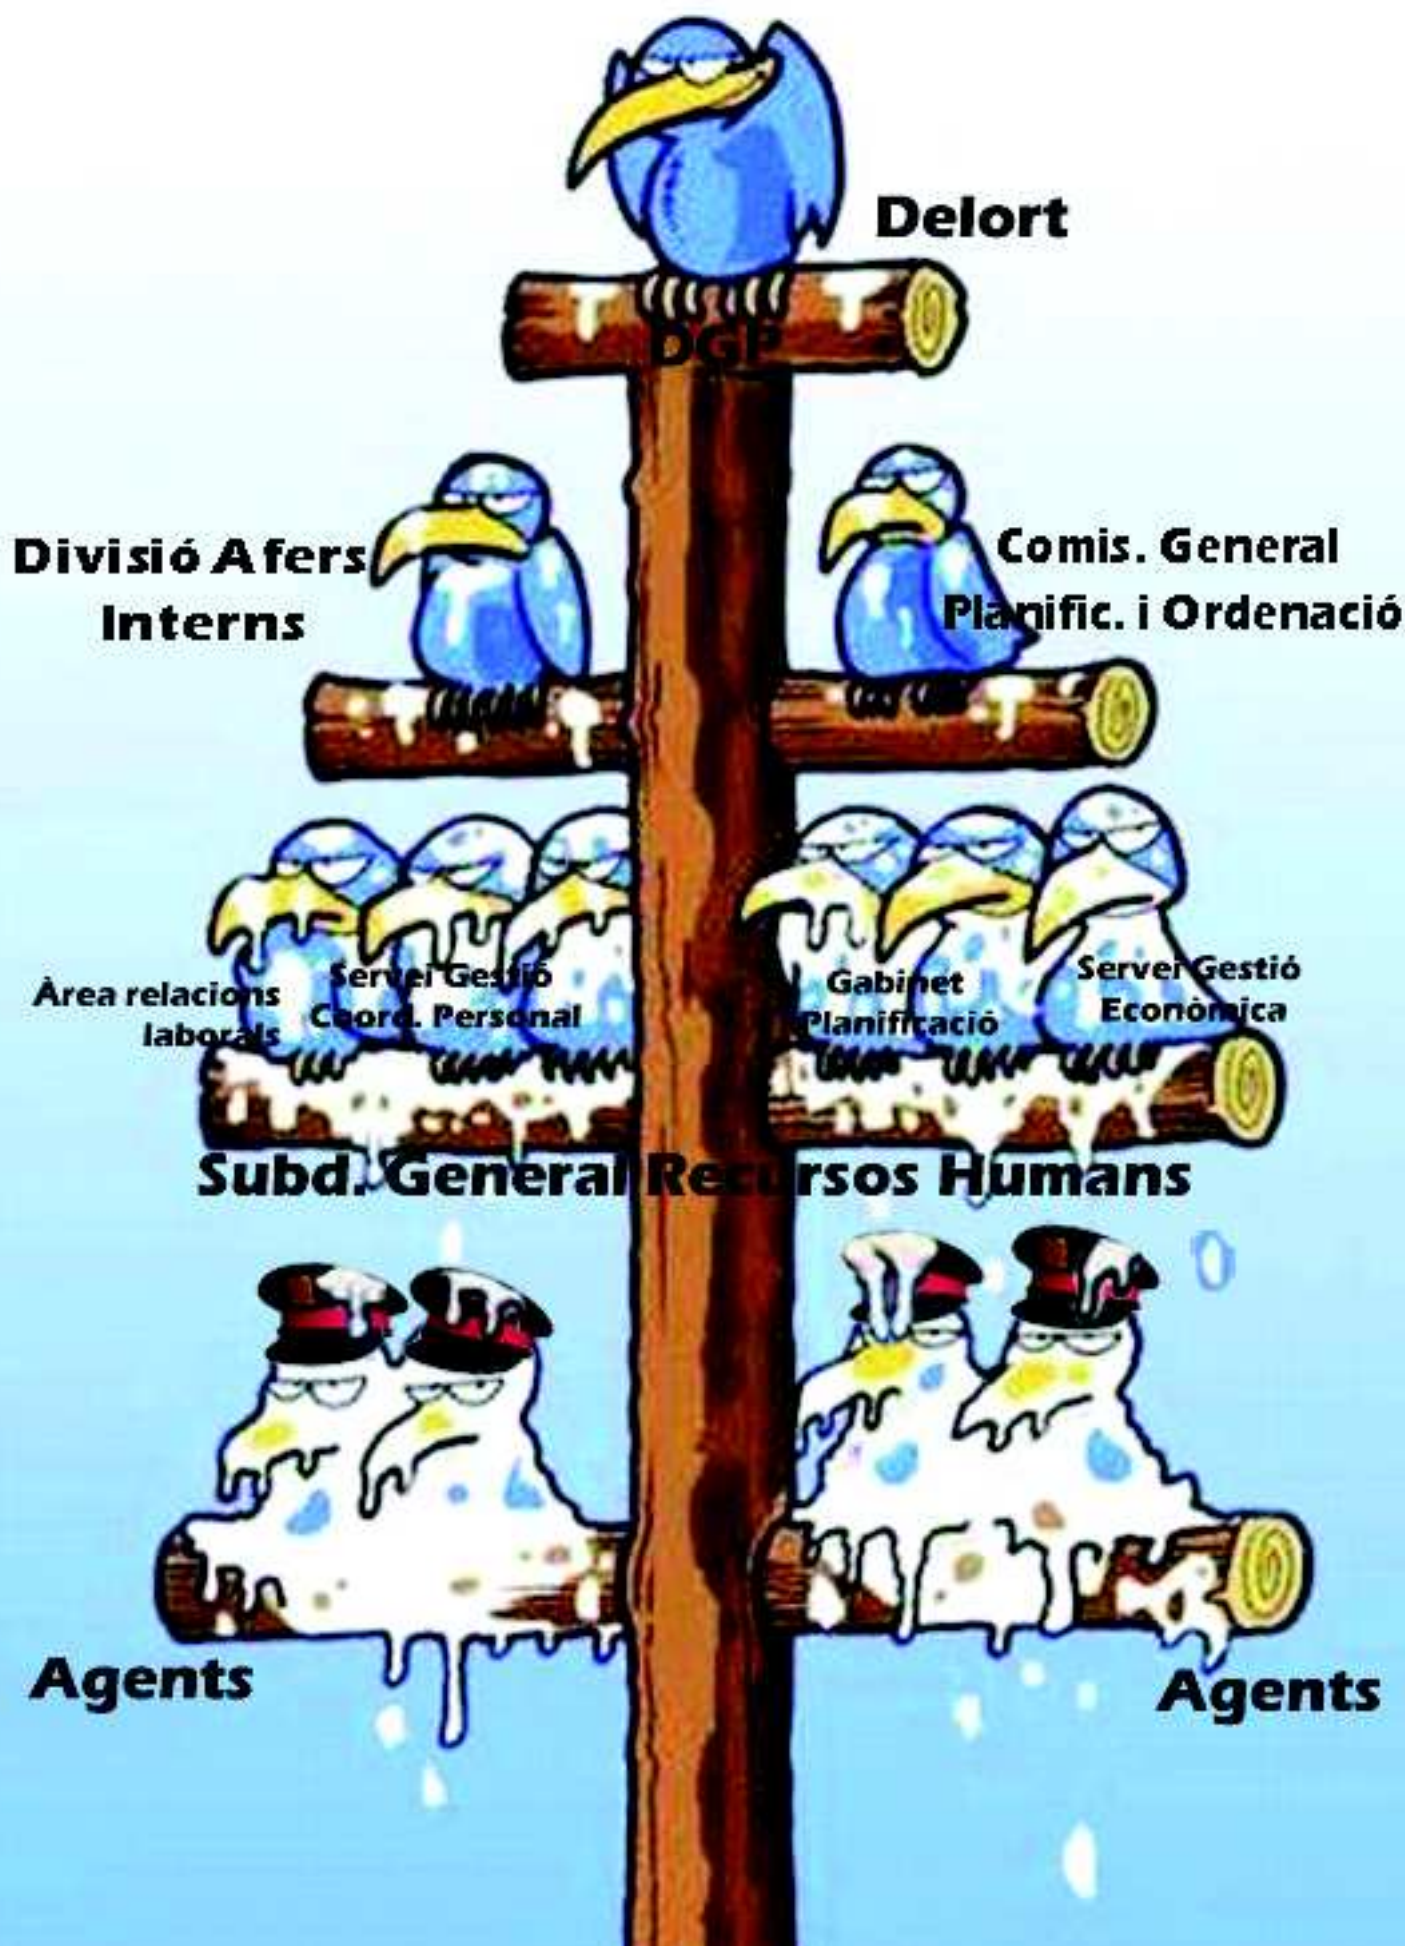 Delort
DGP
Divisió Afers
Interns
Comis. General
Planific. i Ordenació
Àrea relacions
laborals
Servei Gestió
Coord. Personal
Gabinet
Planificació
Servei Gestió
Econòmica
Subd. General Recursos Humans
Agents
Agents